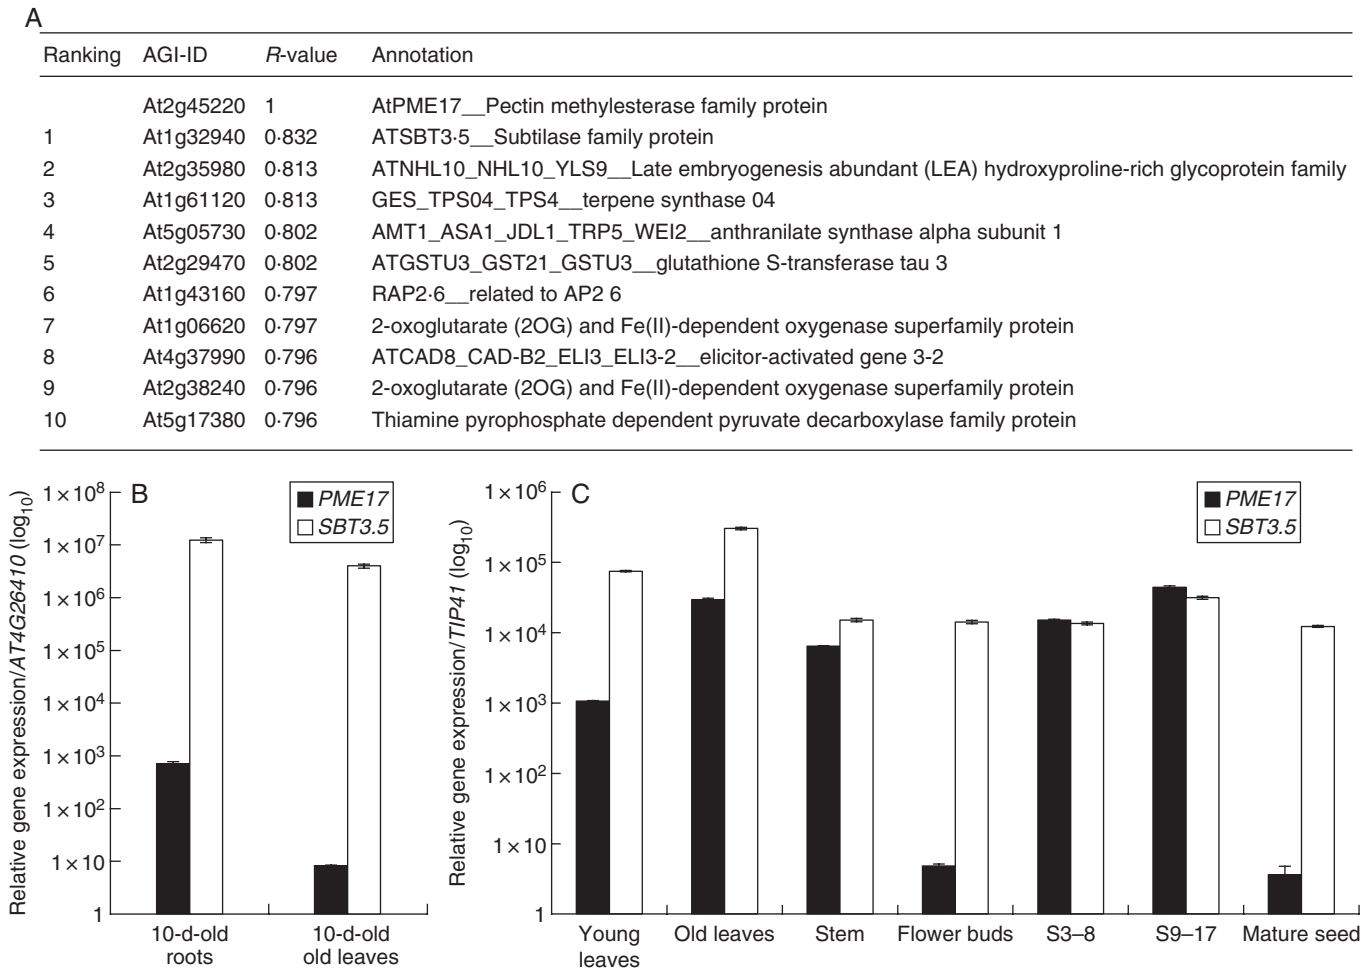 A
Ranking AGI-ID R-value Annotation
At2g45220 1 AtPME17__Pectin methylesterase family protein
1 At1g32940 0·832 ATSBT3·5__Subtilase family protein
2 At2g35980 0·813 ATNHL10_NHL10_YLS9__Late embryogenesis abundant (LEA) hydroxyproline-rich glycoprotein family
3 At1g61120 0·813 GES_TPS04_TPS4__terpene synthase 04
4 At5g05730 0·802 AMT1_ASA1_JDL1_TRP5_WEI2__anthranilate synthase alpha subunit 1
5 At2g29470 0·802 ATGSTU3_GST21_GSTU3__glutathione S-transferase tau 3
6 At1g43160 0·797 RAP2·6__related to AP2 6
7 At1g06620 0·797 2-oxoglutarate (2OG) and Fe(II)-dependent oxygenase superfamily protein
8 At4g37990 0·796 ATCAD8_CAD-B2_ELI3_ELI3-2__elicitor-activated gene 3-2
9 At2g38240 0·796 2-oxoglutarate (2OG) and Fe(II)-dependent oxygenase superfamily protein
10 At5g17380 0·796 Thiamine pyrophosphate dependent pyruvate decarboxylase family protein
B
Relative gene expression/AT4G26410 (log₁₀)
1×10⁸
1×10⁷
1×10⁶
1×10⁵
1×10⁴
1×10³
1×10²
1×10
1
PME17
SBT3.5
10-d-old
roots
10-d-old
old leaves
C
Relative gene expression/TIP41 (log₁₀)
1×10⁶
1×10⁵
1×10⁴
1×10³
1×10²
1×10
1
PME17
SBT3.5
Young
leaves
Old leaves
Stem
Flower buds
S3–8
S9–17
Mature seed